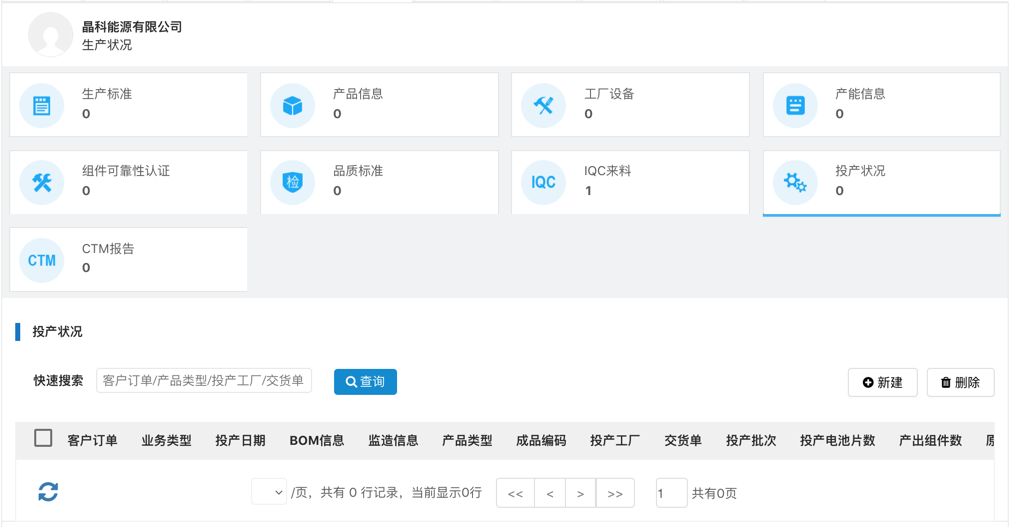 晶科能源有限公司
生产状况
生产标准
0
产品信息
0
工厂设备
0
产能信息
0
组件可靠性认证
0
检
品质标准
0
IQC
IQC来料
1
投产状况
0
CTM
CTM报告
0
投产状况
快速搜索 客户订单/产品类型/投产工厂/交货单 查询 新建 删除
客户订单 业务类型 投产日期 BOM信息 监造信息 产品类型 成品编码 投产工厂 交货单 投产批次 投产电池片数 产出组件数
/页，共有 0 行记录，当前显示0行 << < > >> 1 共有0页